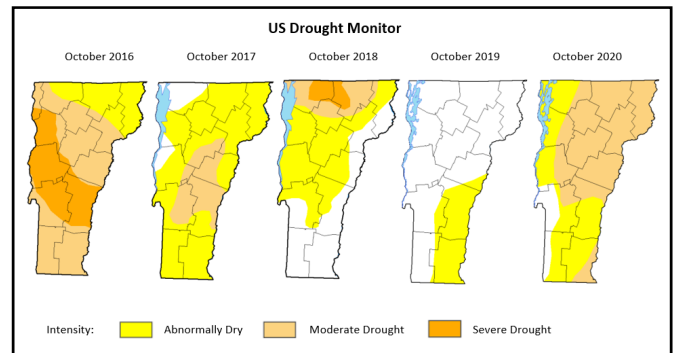 US Drought Monitor
October 2016
October 2017
October 2018
October 2019
October 2020
Intensity:
Abnormally Dry
Moderate Drought
Severe Drought